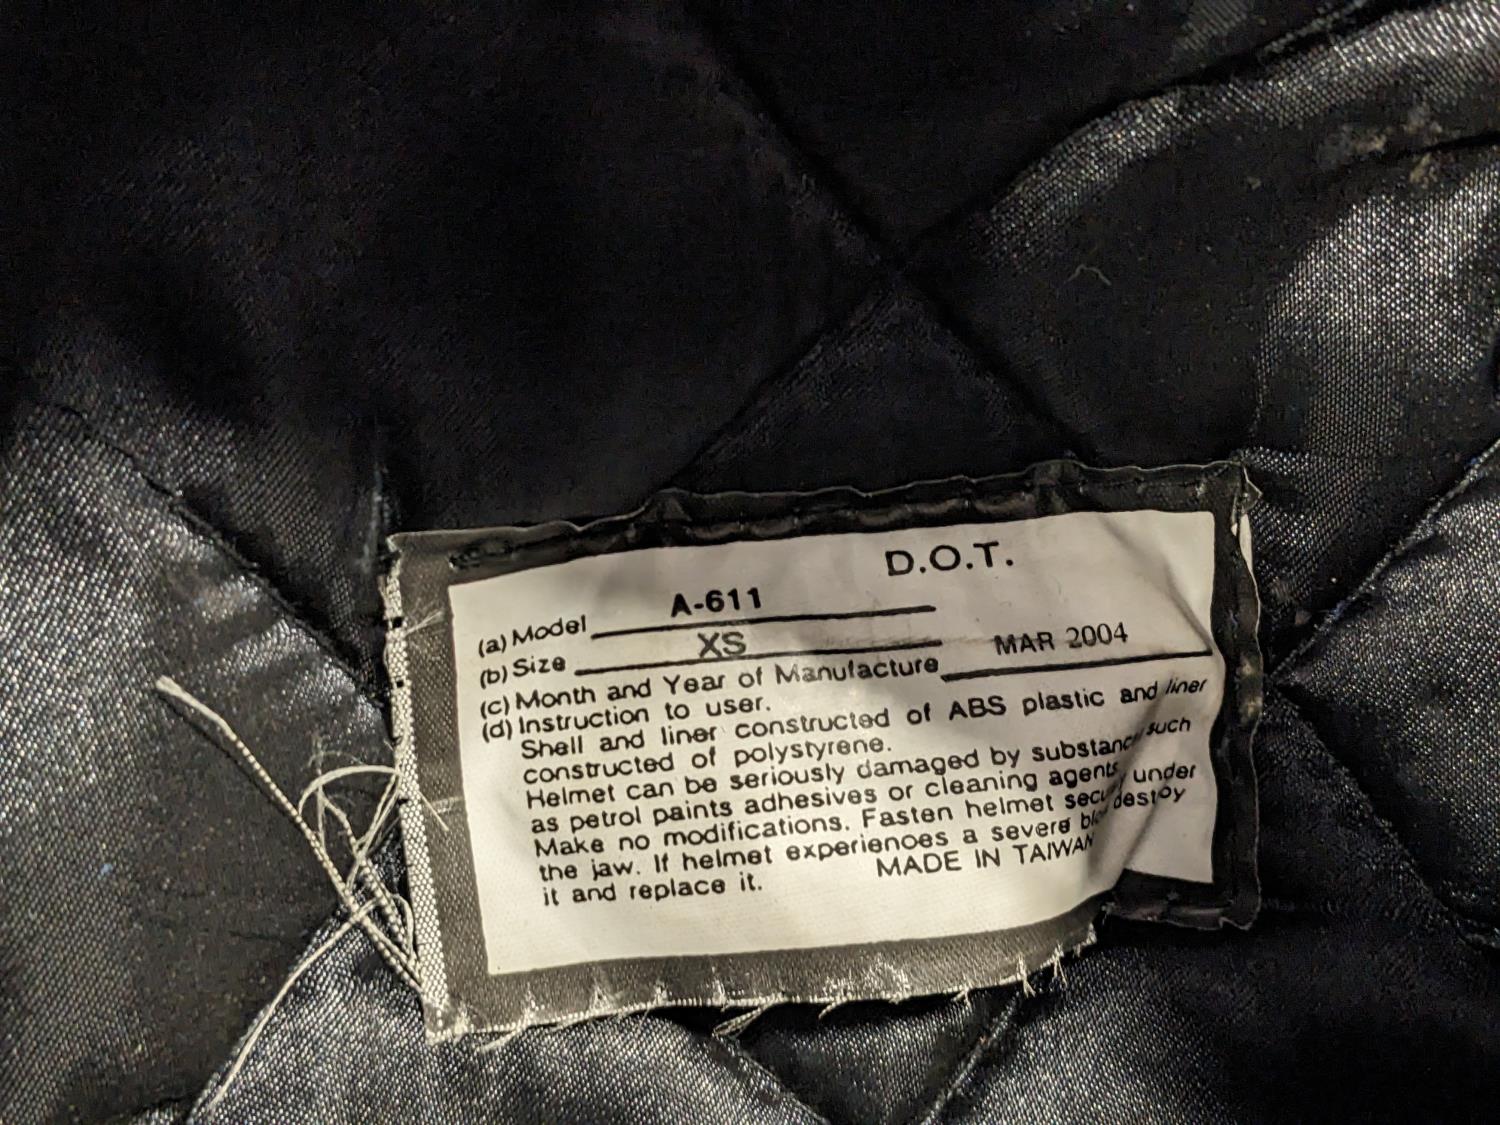 D.O.T.
(a) Model A-611
(b) Size XS
(c) Month and Year of Manufacture MAR 2004
(d) Instruction to user.
Shell and liner constructed of ABS plastic and liner
constructed of polystyrene.
Helmet can be seriously damaged by substanc such
as petrol paints adhesives or cleaning agents
Make no modifications. Fasten helmet under
the jaw. If helmet experienoes a severe destoy
it and replace it. MADE IN TAIWAN